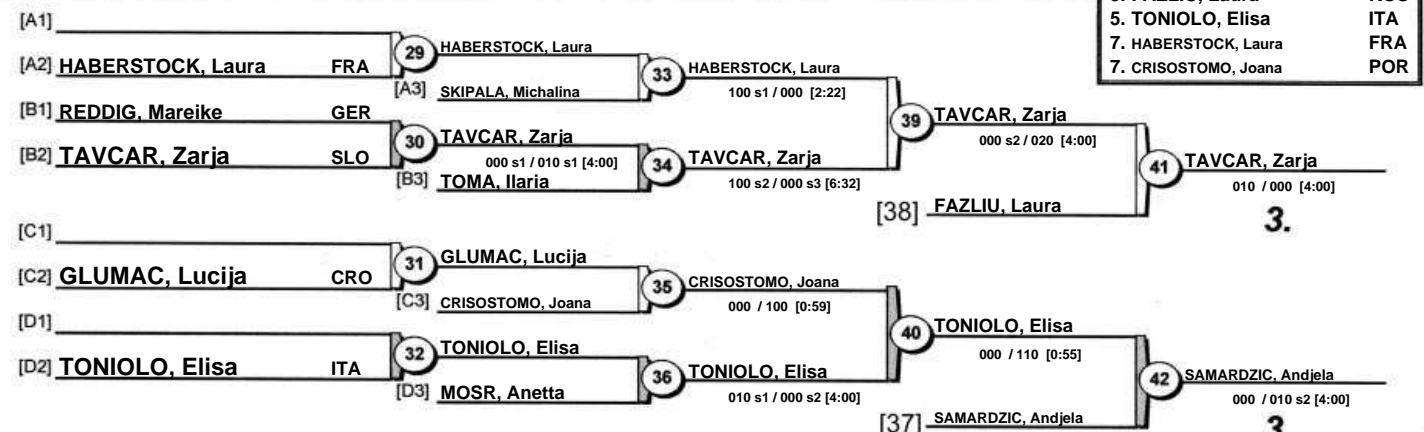 5. FAZLIU, Laura KOS
5. TONIOLO, Elisa ITA
7. HABERSTOCK, Laura FRA
7. CRISOSTOMO, Joana POR
[A1]
[A2] HABERSTOCK, Laura FRA
29
HABERSTOCK, Laura
[A3] SKIPALA, Michalina
33
HABERSTOCK, Laura
100 s1 / 000 [2:22]
[B1] REDDIG, Mareike GER
[B2] TAVCAR, Zarja SLO
30
TAVCAR, Zarja
000 s1 / 010 s1 [4:00]
[B3] TOMA, Ilaria
34
TAVCAR, Zarja
100 s2 / 000 s3 [6:32]
39
TAVCAR, Zarja
000 s2 / 020 [4:00]
[38] FAZLIU, Laura
41
TAVCAR, Zarja
010 / 000 [4:00]
3.
[C1]
[C2] GLUMAC, Lucija CRO
31
GLUMAC, Lucija
[C3] CRISOSTOMO, Joana
35
CRISOSTOMO, Joana
000 / 100 [0:59]
[D1]
[D2] TONIOLO, Elisa ITA
32
TONIOLO, Elisa
[D3] MOSR, Anetta
36
TONIOLO, Elisa
010 s1 / 000 s2 [4:00]
40
TONIOLO, Elisa
000 / 110 [0:55]
[37] SAMARDZIC, Andjela
42
SAMARDZIC, Andjela
000 / 010 s2 [4:00]
3.